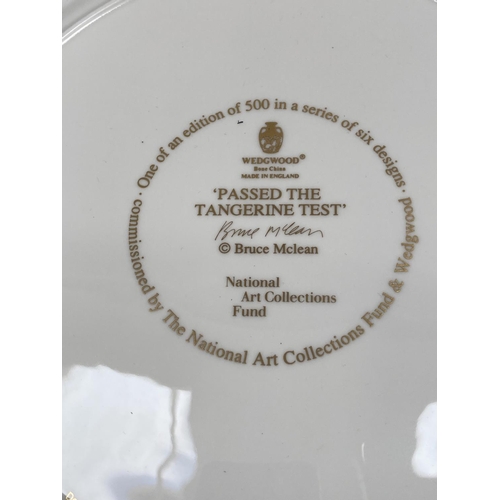 · One of an edition of 500 in a series of six designs ·
commissioned by The National Art Collections Fund & Wedgwood
WEDGWOOD®
Bone China
MADE IN ENGLAND
'PASSED THE
TANGERINE TEST'
Bruce Mclean
© Bruce Mclean
National
Art Collections
Fund